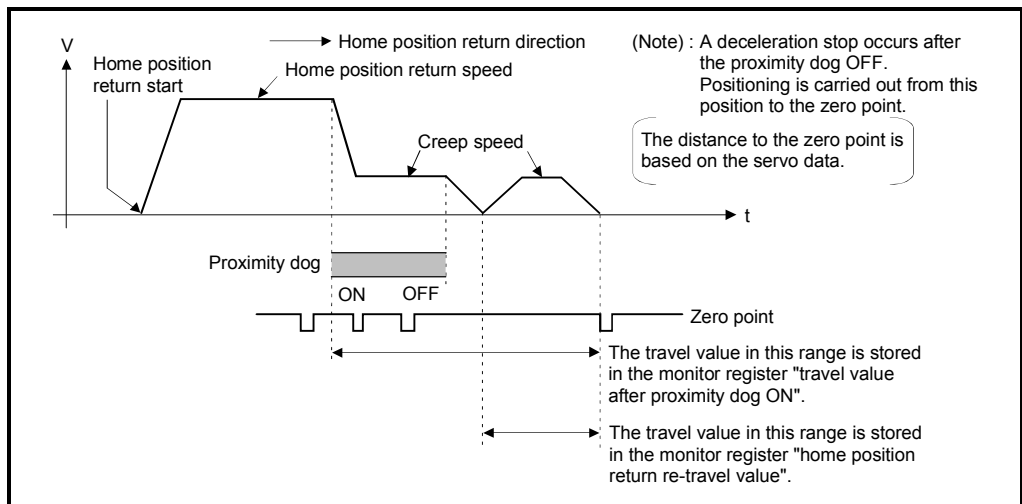 V
Home position
return start
Home position return direction
Home position return speed
(Note) : A deceleration stop occurs after
the proximity dog OFF.
Positioning is carried out from this
position to the zero point.
The distance to the zero point is
based on the servo data.
Creep speed
t
Proximity dog
ON OFF
Zero point
The travel value in this range is stored
in the monitor register "travel value
after proximity dog ON".
The travel value in this range is stored
in the monitor register "home position
return re-travel value".